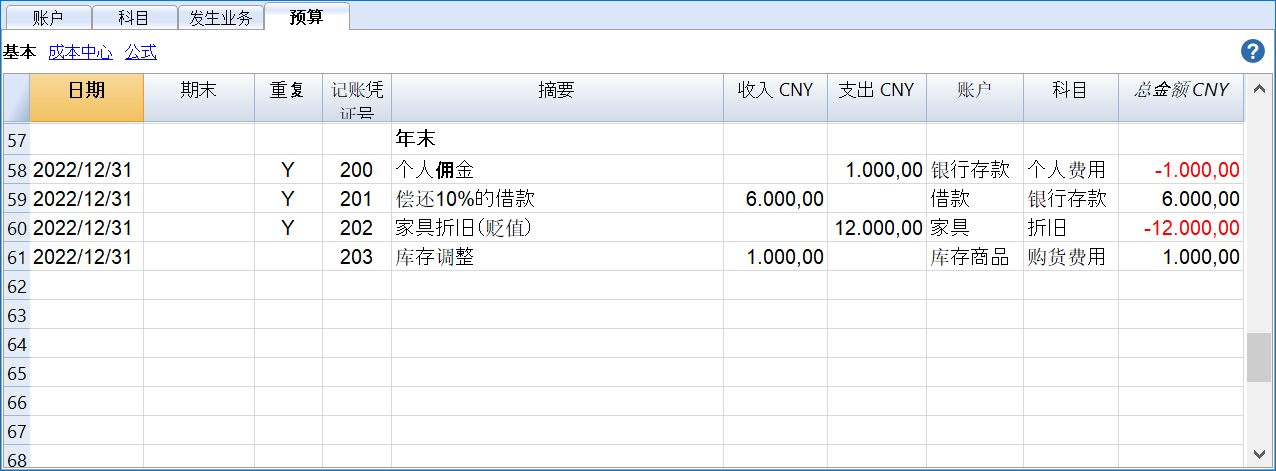 账户 科目 发生业务 预算
基本 成本中心 公式 ?
日期 期末 重复 记账凭证号 摘要 收入 CNY 支出 CNY 账户 科目 总金额 CNY
57 年末
58 2022/12/31 Y 200 个人佣金 1.000,00 银行存款 个人费用 -1.000,00
59 2022/12/31 Y 201 偿还10%的借款 6.000,00 借款 银行存款 6.000,00
60 2022/12/31 Y 202 家具折旧(贬值) 12.000,00 家具 折旧 -12.000,00
61 2022/12/31 203 库存调整 1.000,00 库存商品 购货费用 1.000,00
62
63
64
65
66
67
68